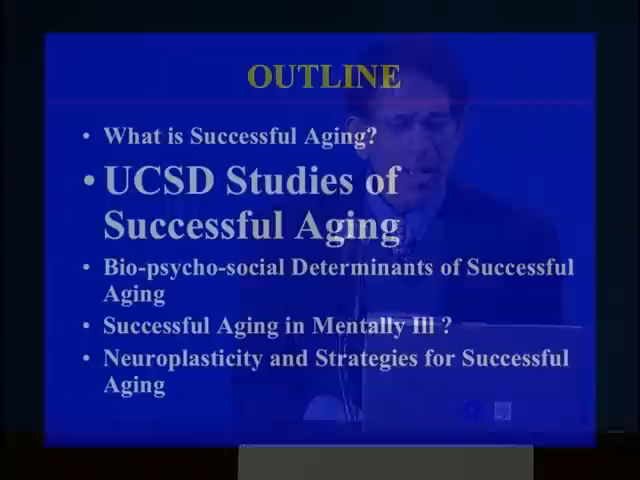 OUTLINE
• What is Successful Aging?
• UCSD Studies of
Successful Aging
• Bio-psycho-social Determinants of Successful
Aging
• Successful Aging in Mentally Ill ?
• Neuroplasticity and Strategies for Successful
Aging